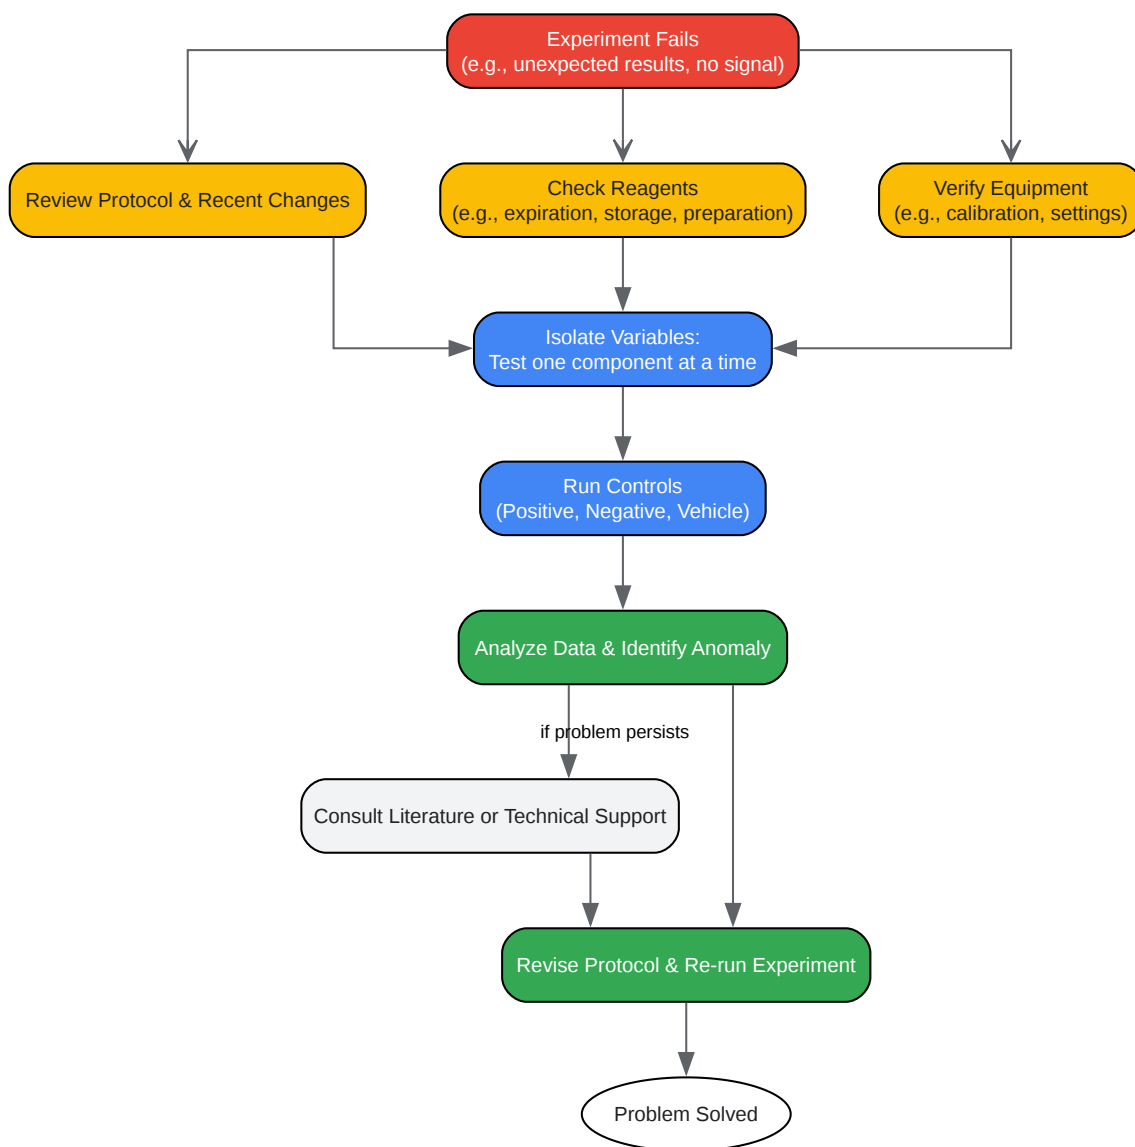 Experiment Fails
(e.g., unexpected results, no signal)
Review Protocol & Recent Changes
Check Reagents
(e.g., expiration, storage, preparation)
Verify Equipment
(e.g., calibration, settings)
Isolate Variables:
Test one component at a time
Run Controls
(Positive, Negative, Vehicle)
Analyze Data & Identify Anomaly
if problem persists
Consult Literature or Technical Support
Revise Protocol & Re-run Experiment
Problem Solved